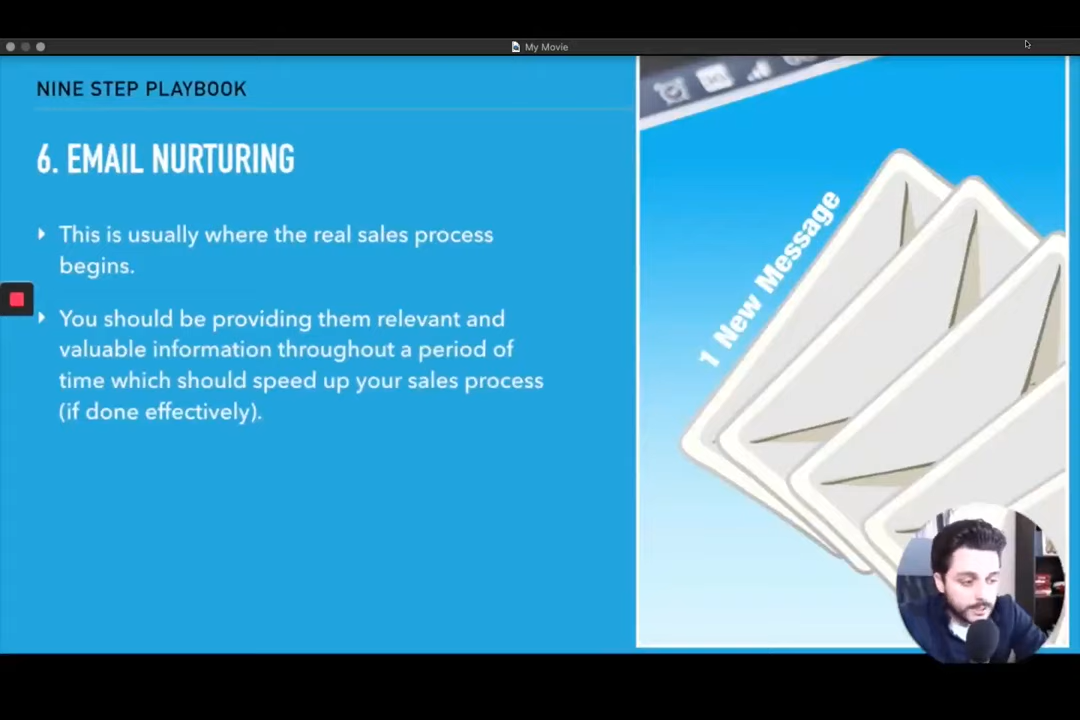 My Movie
NINE STEP PLAYBOOK
6. EMAIL NURTURING
This is usually where the real sales process
begins.
You should be providing them relevant and
valuable information throughout a period of
time which should speed up your sales process
(if done effectively).
1 New Message